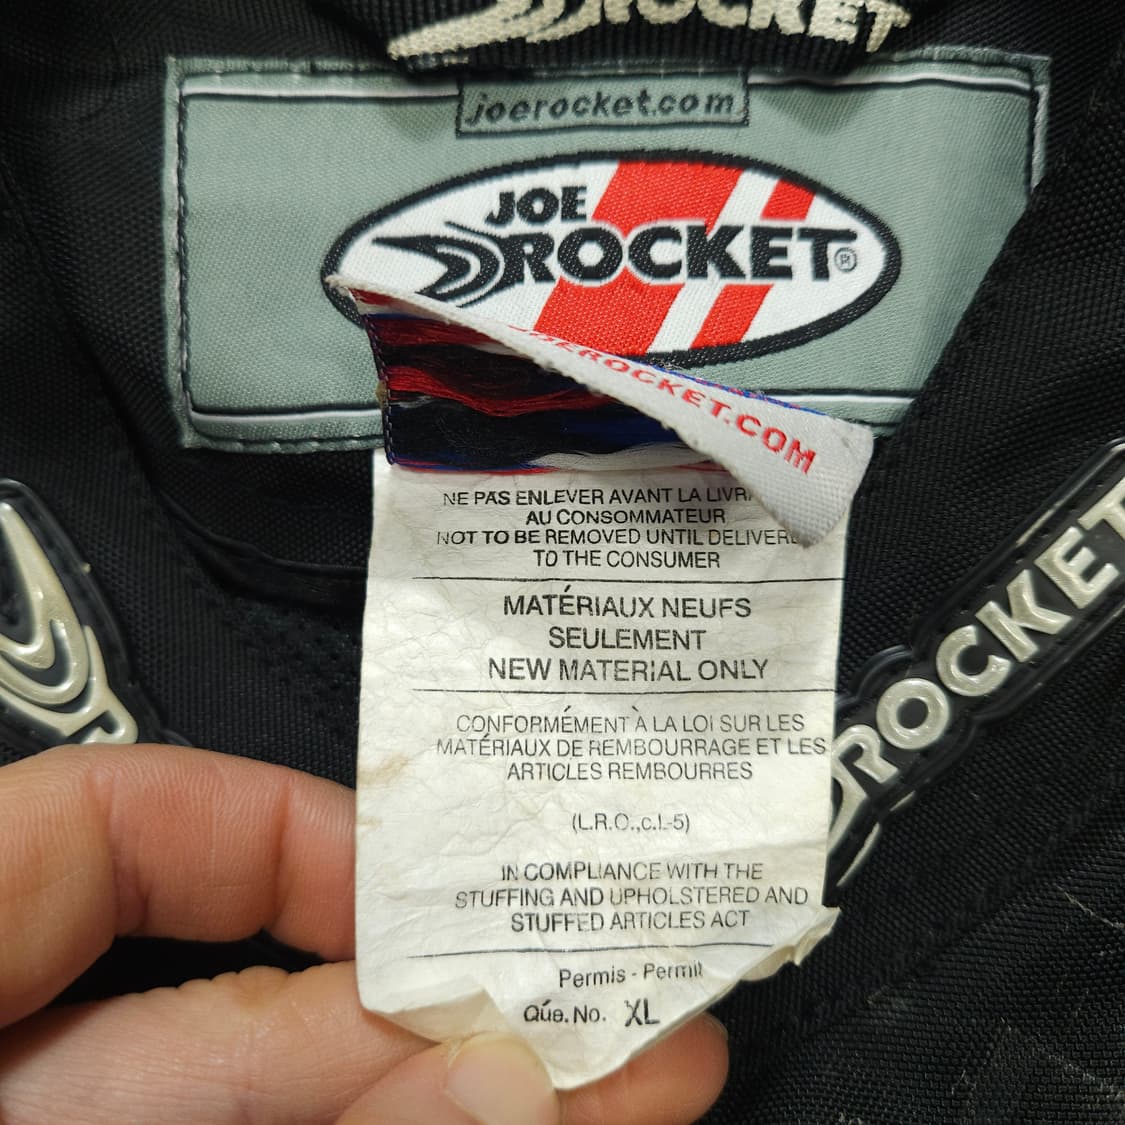 ROCKET
joerocket.com
JOE
ROCKET®
JOEROCKET.COM
NE PAS ENLEVER AVANT LA
AU CONSOMMATEUR
NOT TO BE REMOVED UNTIL
TO THE CONSUMER
MATÉRIAUX NEUFS
SEULEMENT
NEW MATERIAL ONLY
CONFORMÉMENT À LA LOI SUR LES
MATÉRIAUX DE REMBOURRAGE ET LES
ARTICLES REMBOURRES
(L.R.O.,c.l.-5)
IN COMPLIANCE WITH THE
STUFFING AND UPHOLSTERED AND
STUFFED ARTICLES ACT
Permis - Permit
Qúe. No. XL
ROCKET